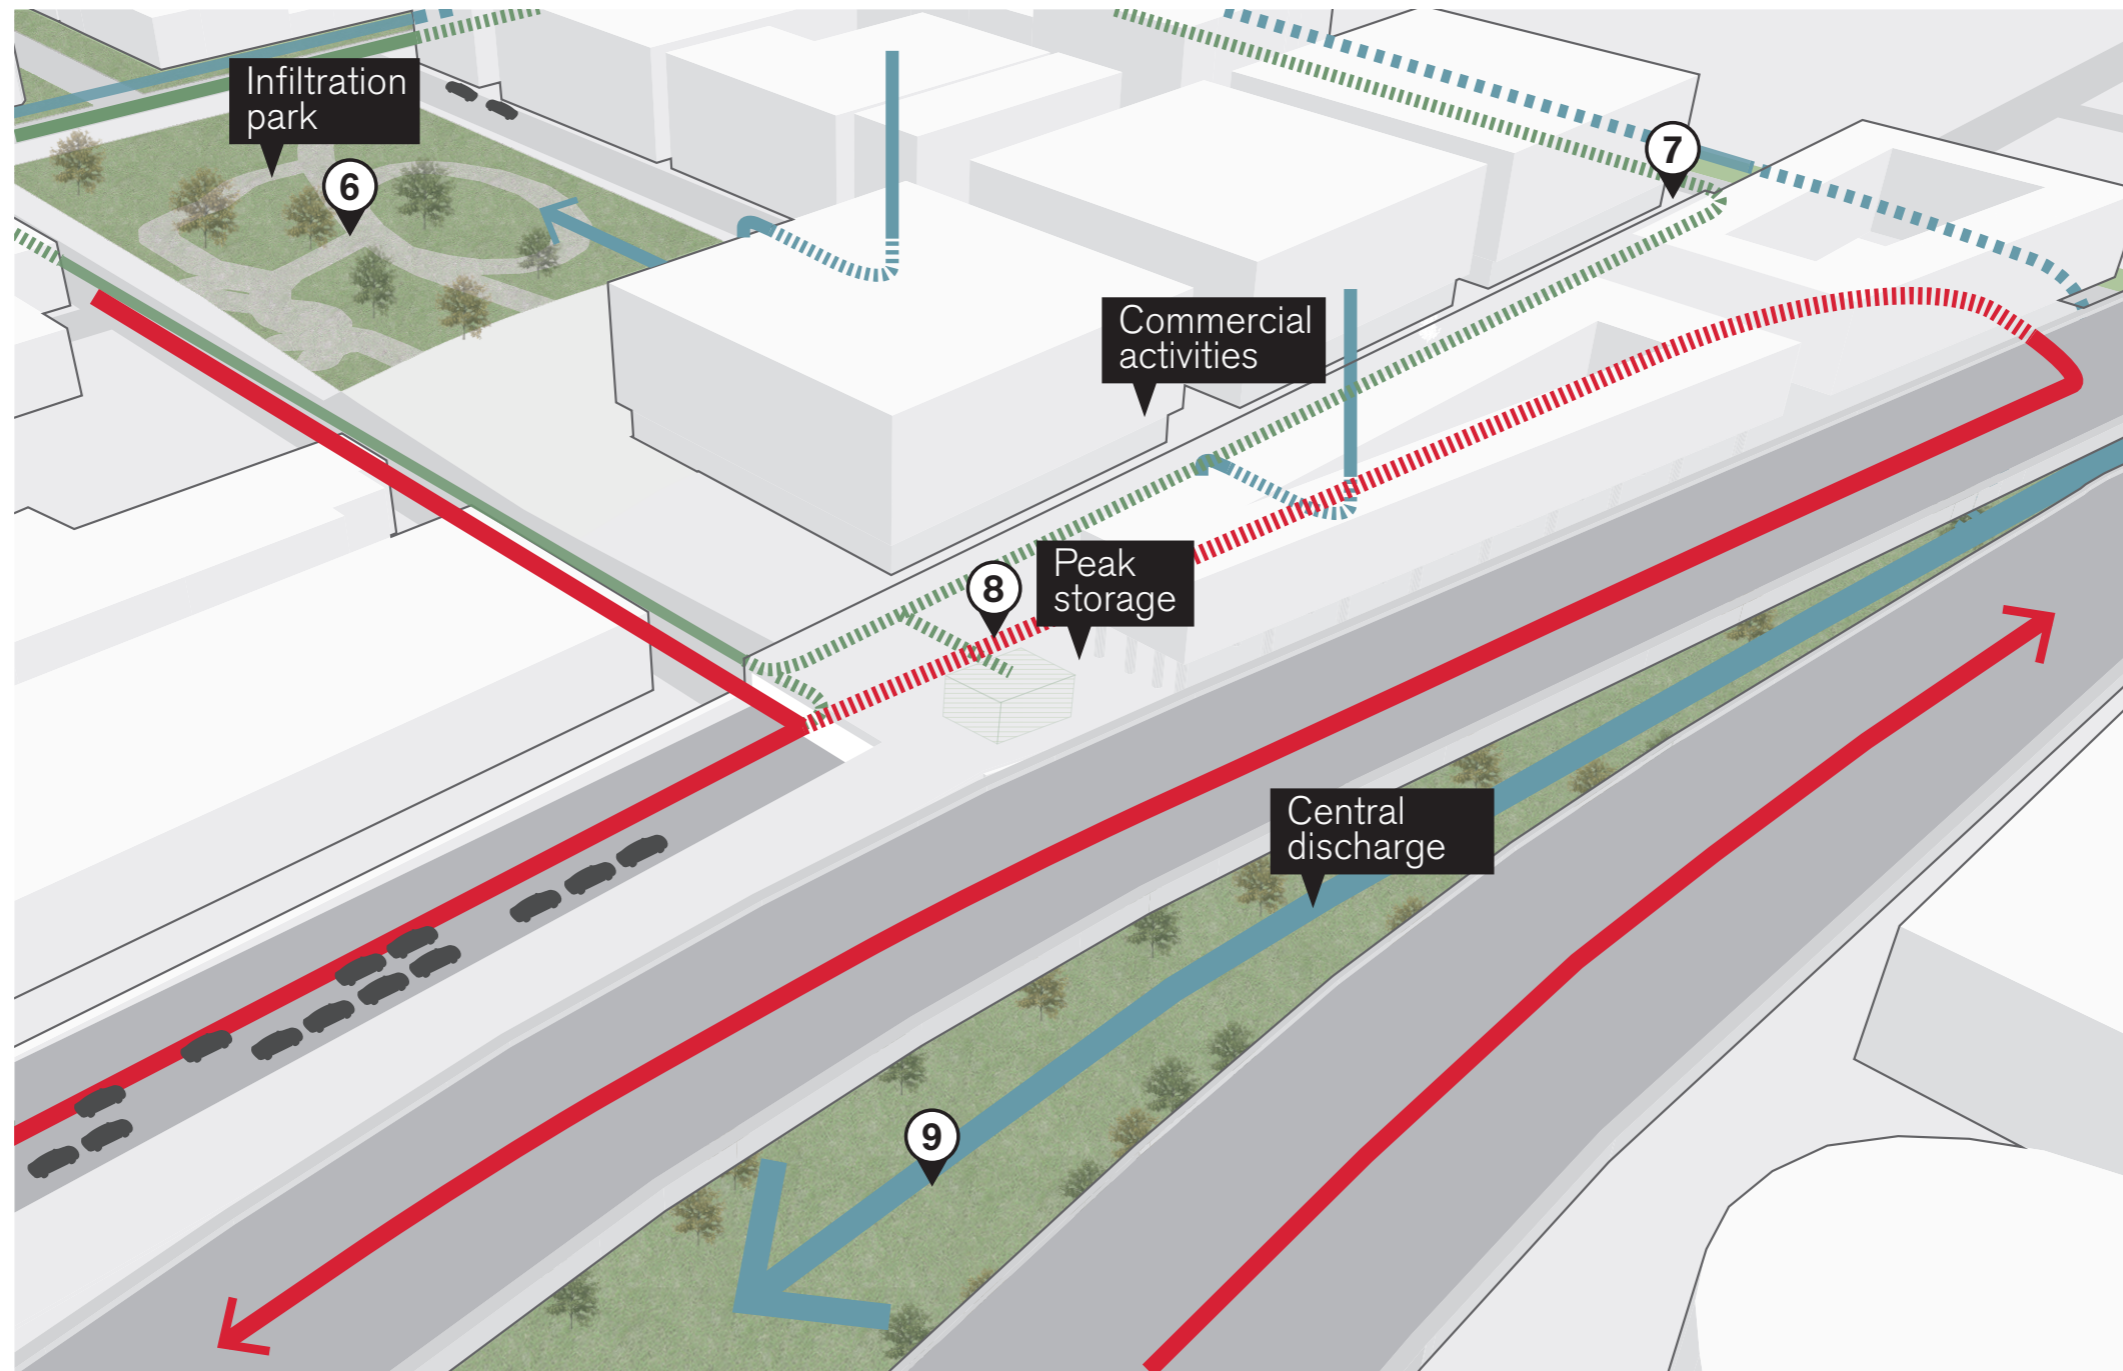 Infiltration
park
6
7
Commercial
activities
8
Peak
storage
Central
discharge
9